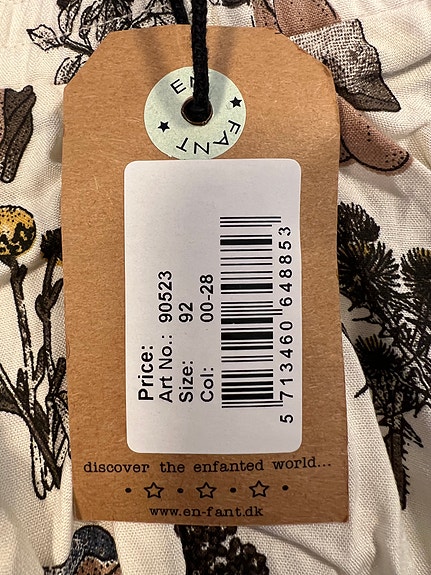 EN FANT
Price:
Art No.: 90523
Size: 92
Col: 00-28
5 713460 648853
discover the enfanted world...
www.en-fant.dk